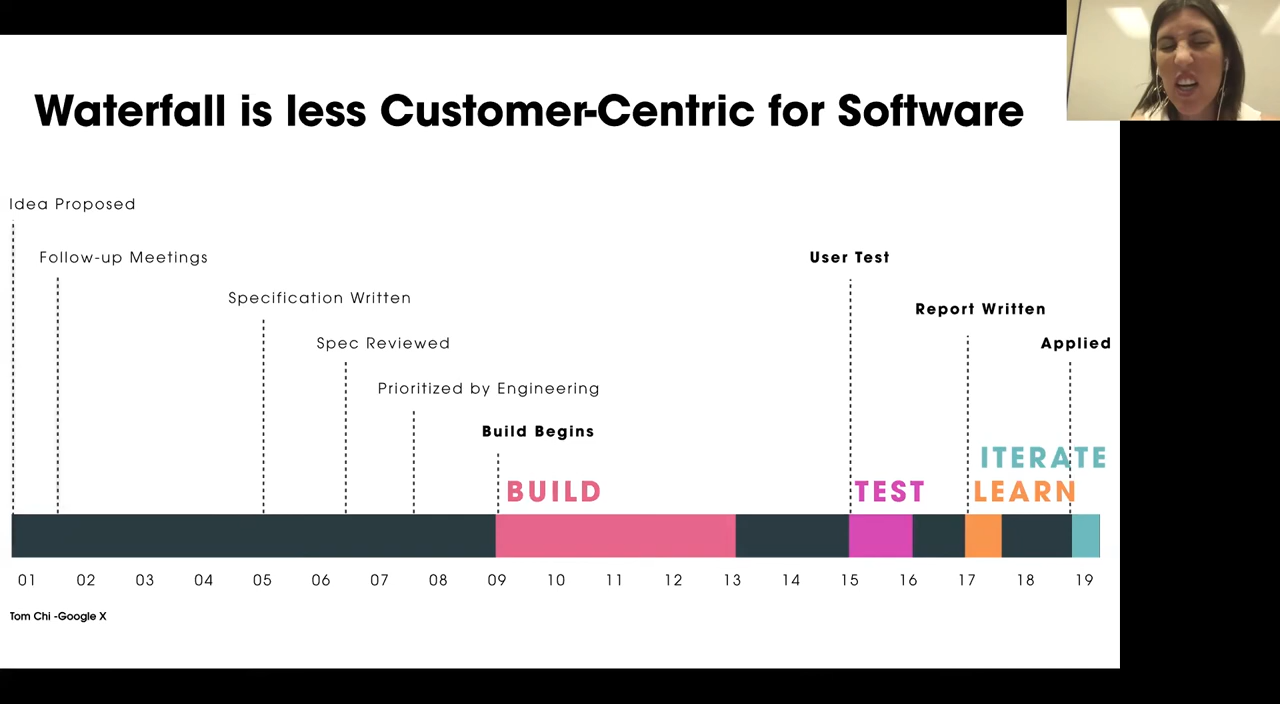 Waterfall is less Customer-Centric for Software
Idea Proposed
Follow-up Meetings
User Test
Specification Written
Report Written
Spec Reviewed
Applied
Prioritized by Engineering
Build Begins
ITERATE
BUILD
TEST
LEARN
01 02 03 04 05 06 07 08 09 10 11 12 13 14 15 16 17 18 19
Tom Chi -Google X